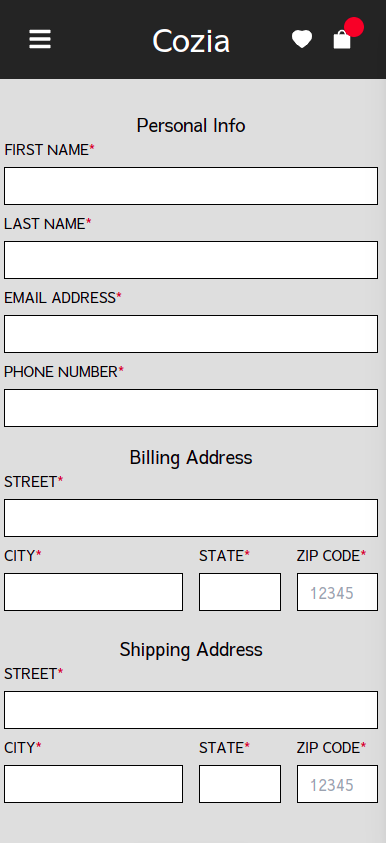 Cozia
Personal Info
FIRST NAME*
LAST NAME*
EMAIL ADDRESS*
PHONE NUMBER*
Billing Address
STREET*
CITY* STATE* ZIP CODE*
12345
Shipping Address
STREET*
CITY* STATE* ZIP CODE*
12345